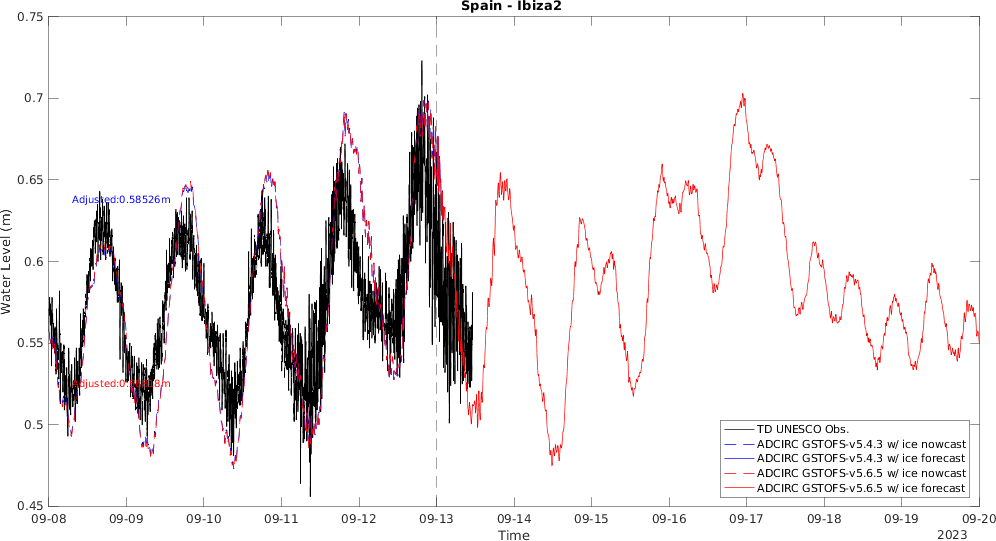 Spain - Ibiza2
0.75
0.7
0.65
0.6
0.55
0.5
0.45
Water Level (m)
Adjusted:0.58526m
TD UNESCO Obs.
ADCIRC GSTOFS-v5.4.3 w/ ice nowcast
ADCIRC GSTOFS-v5.4.3 w/ ice forecast
ADCIRC GSTOFS-v5.6.5 w/ ice nowcast
ADCIRC GSTOFS-v5.6.5 w/ ice forecast
09-08 09-09 09-10 09-11 09-12 09-13 09-14 09-15 09-16 09-17 09-18 09-19 09-20
Time
2023